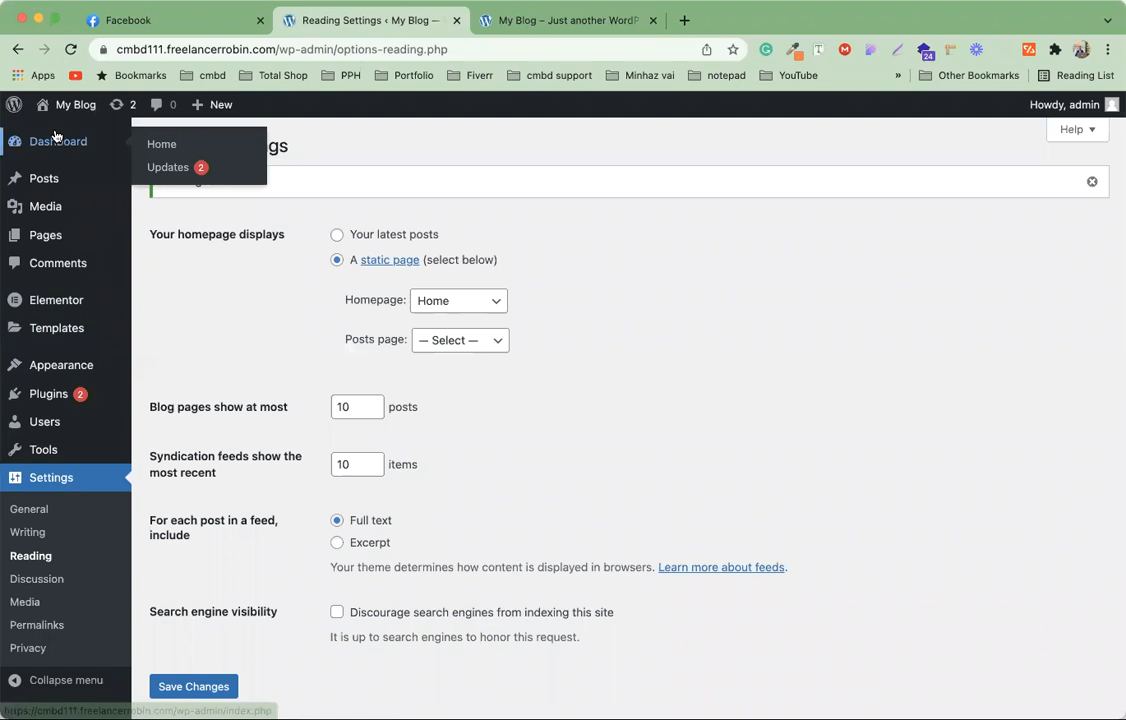 Facebook
Reading Settings ‹ My Blog —
My Blog – Just another WordP
cmbd111.freelancerrobin.com/wp-admin/options-reading.php
24
Apps
Bookmarks
cmbd
Total Shop
PPH
Portfolio
Fiverr
cmbd support
Minhaz vai
notepad
YouTube
»
Other Bookmarks
Reading List
My Blog
2
0
New
Howdy, admin
Dashboard
Home
Updates 2
gs
Help
Posts
Media
Pages
Comments
Elementor
Templates
Appearance
Plugins 2
Users
Tools
Settings
General
Writing
Reading
Discussion
Media
Permalinks
Privacy
Collapse menu
Your homepage displays
Your latest posts
A static page (select below)
Homepage: Home
Posts page: — Select —
Blog pages show at most
10 posts
Syndication feeds show the
most recent
10 items
For each post in a feed,
include
Full text
Excerpt
Your theme determines how content is displayed in browsers. Learn more about feeds.
Search engine visibility
Discourage search engines from indexing this site
It is up to search engines to honor this request.
Save Changes
https://cmbd111.freelancerrobin.com/wp-admin/index.php